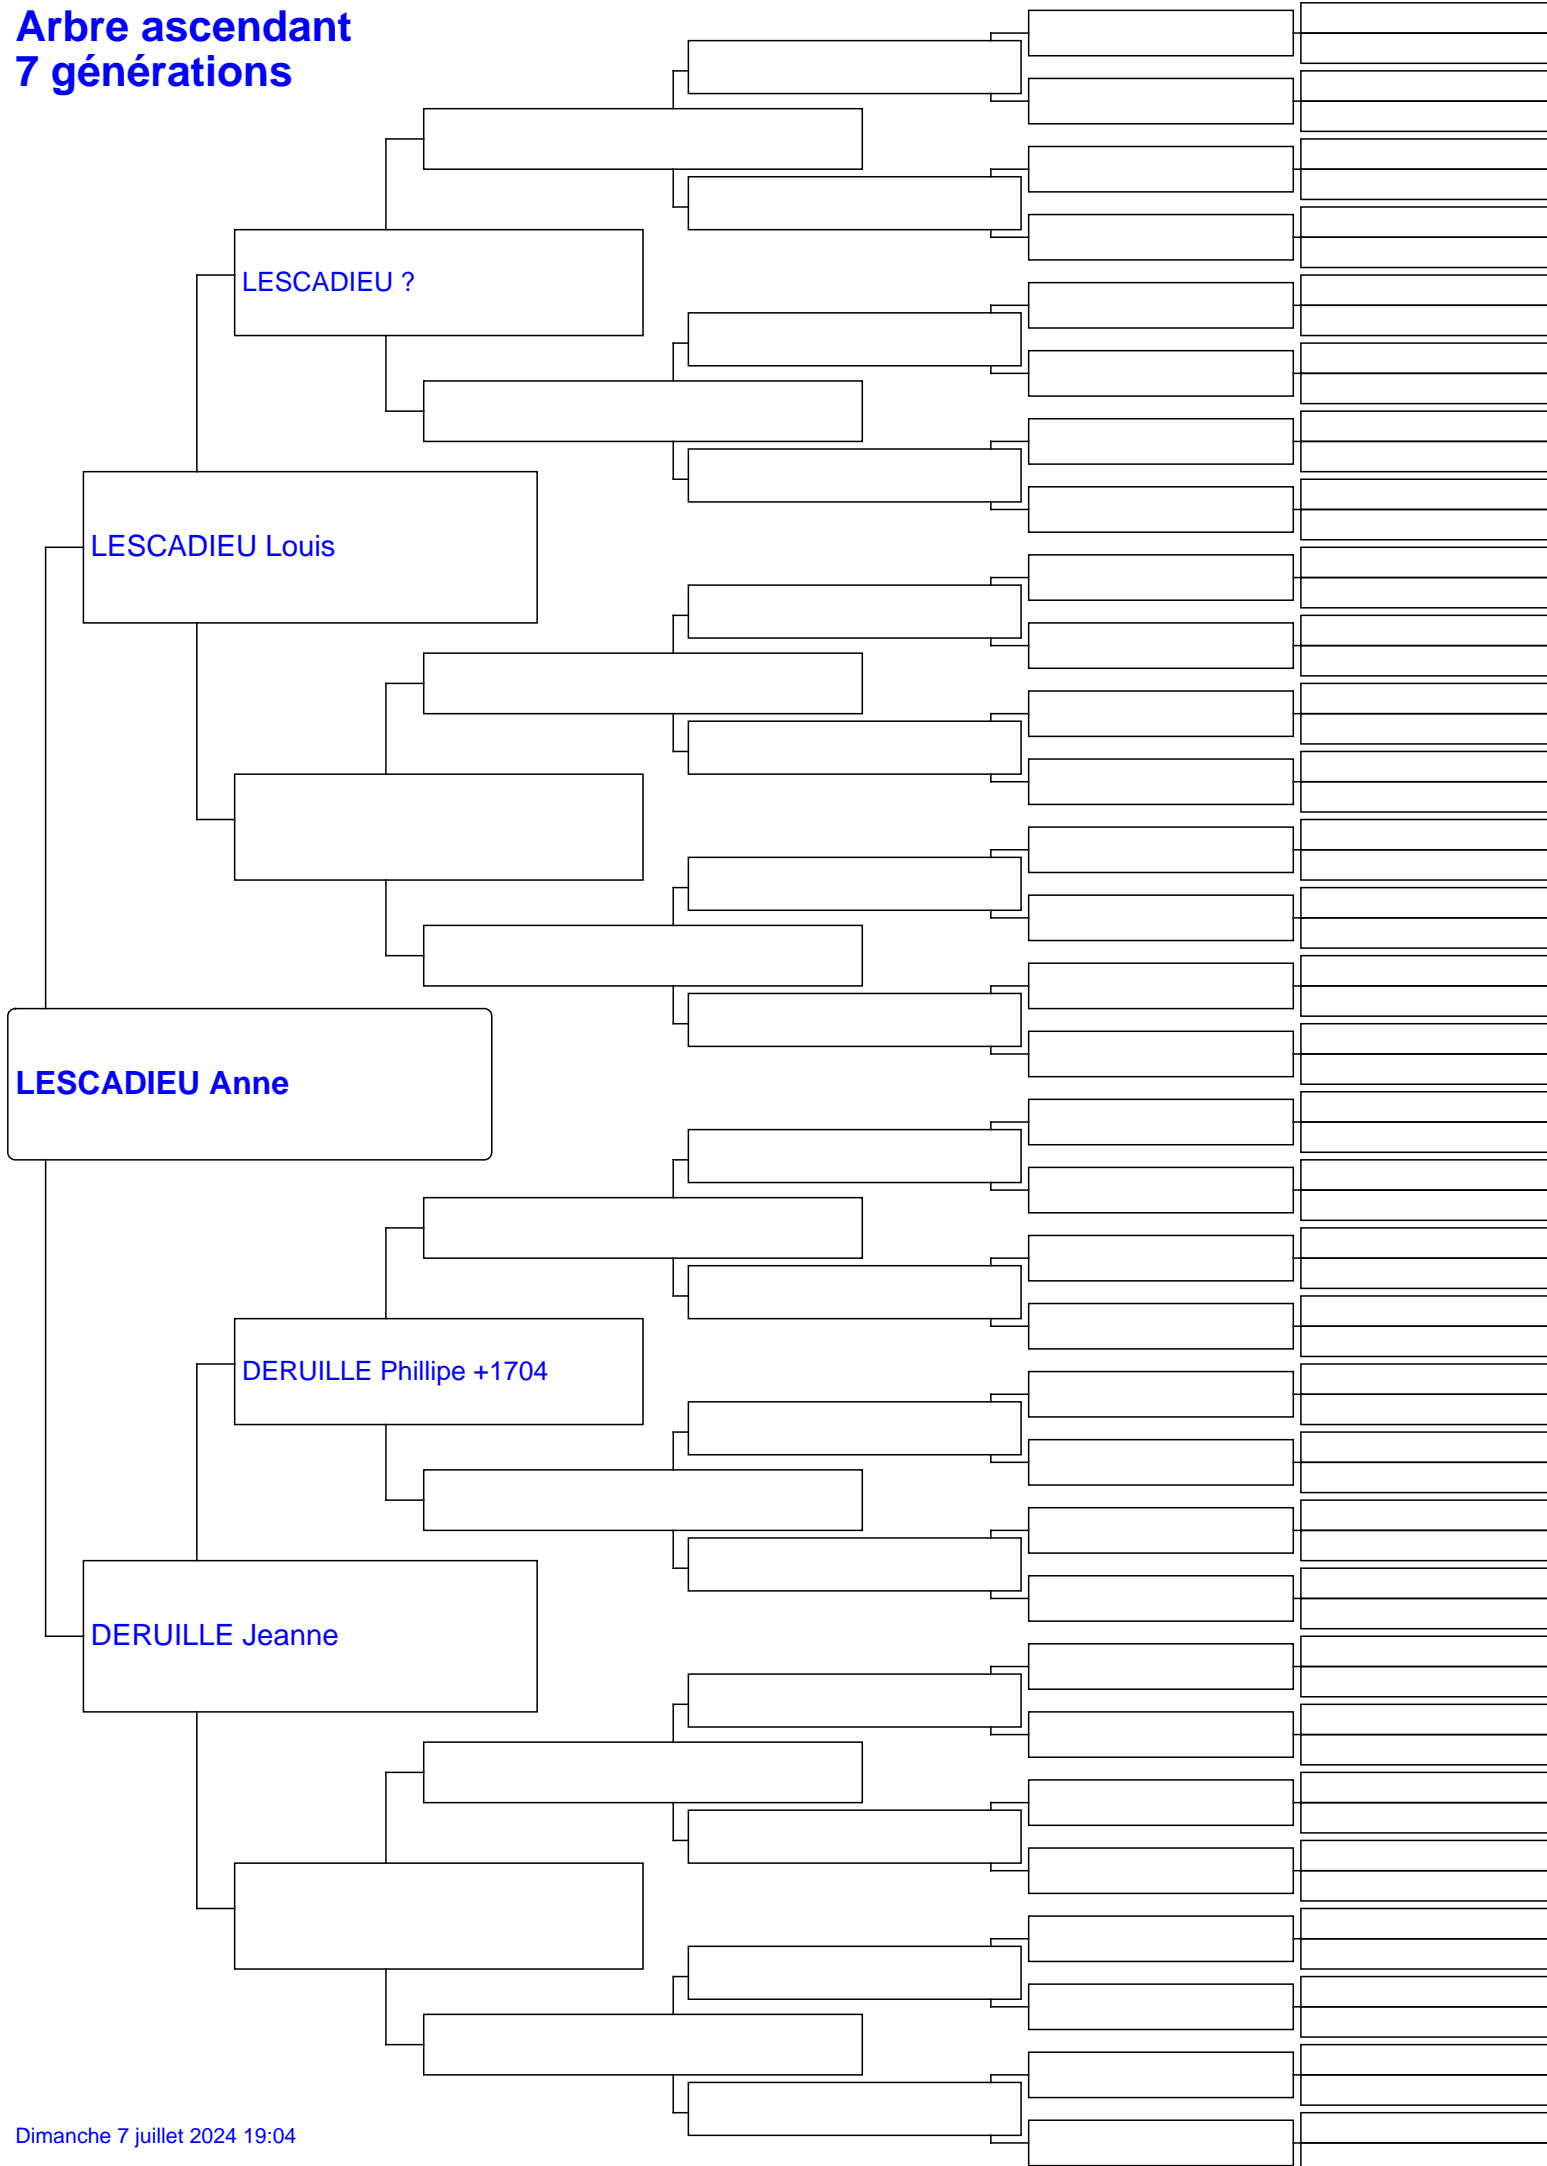 Arbre ascendant
7 générations
LESCADIEU ?
LESCADIEU Louis
LESCADIEU Anne
DERUILLE Phillipe +1704
DERUILLE Jeanne
Dimanche 7 juillet 2024 19:04